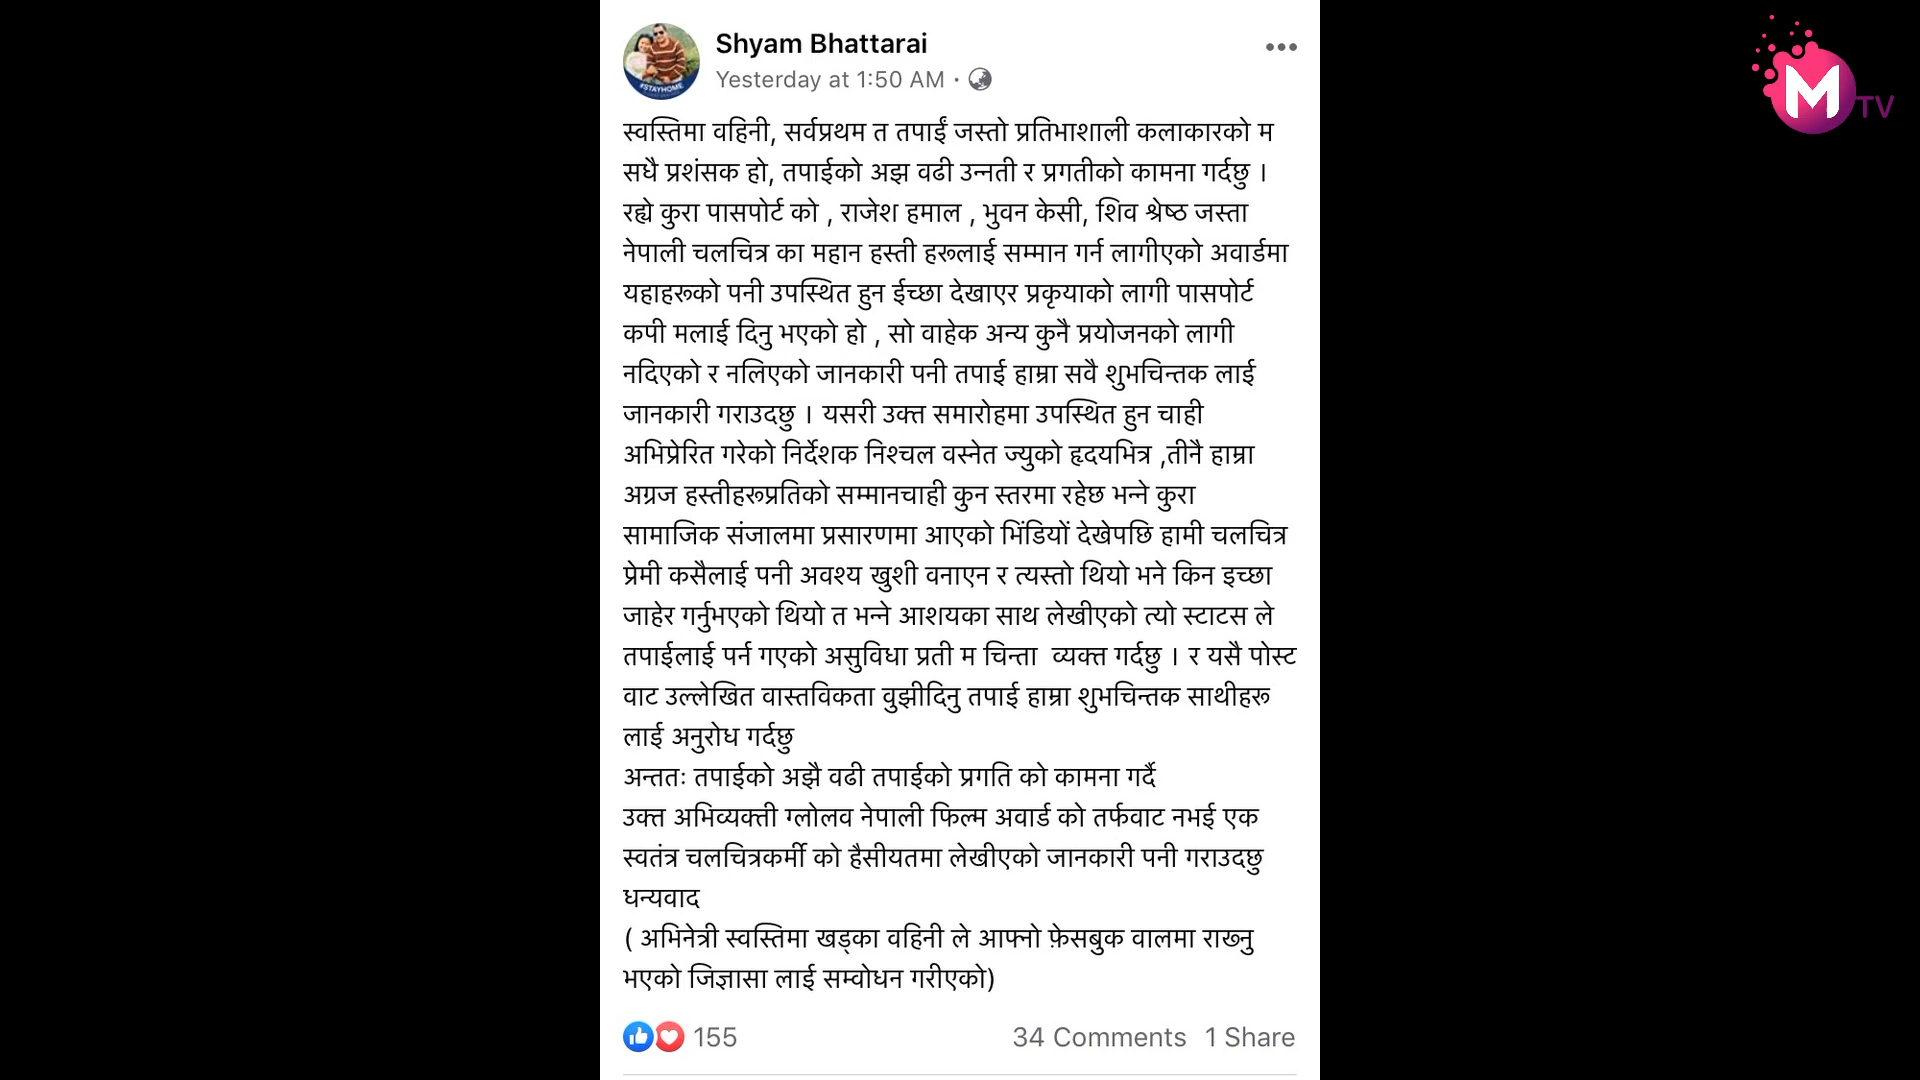 Shyam Bhattarai
Yesterday at 1:50 AM ·
#STAYHOME
M TV
स्वस्तिमा वहिनी, सर्वप्रथम त तपाईं जस्तो प्रतिभाशाली कलाकारको म
सधै प्रशंसक हो, तपाईको अझ वढी उन्नती र प्रगतीको कामना गर्दछु ।
रह्ये कुरा पासपोर्ट को , राजेश हमाल , भुवन केसी, शिव श्रेष्ठ जस्ता
नेपाली चलचित्र का महान हस्ती हरूलाई सम्मान गर्न लागीएको अवार्डमा
यहाहरूको पनी उपस्थित हुन ईच्छा देखाएर प्रकृयाको लागी पासपोर्ट
कपी मलाई दिनु भएको हो , सो वाहेक अन्य कुनै प्रयोजनको लागी
नदिएको र नलिएको जानकारी पनी तपाई हाम्रा सवै शुभचिन्तक लाई
जानकारी गराउदछु । यसरी उक्त समारोहमा उपस्थित हुन चाही
अभिप्रेरित गरेको निर्देशक निश्चल वस्नेत ज्युको हृदयभित्र ,तीनै हाम्रा
अग्रज हस्तीहरूप्रतिको सम्मानचाही कुन स्तरमा रहेछ भन्ने कुरा
सामाजिक संजालमा प्रसारणमा आएको भिंडियों देखेपछि हामी चलचित्र
प्रेमी कसैलाई पनी अवश्य खुशी वनाएन र त्यस्तो थियो भने किन इच्छा
जाहेर गर्नुभएको थियो त भन्ने आशयका साथ लेखीएको त्यो स्टाटस ले
तपाईलाई पर्न गएको असुविधा प्रती म चिन्ता व्यक्त गर्दछु । र यसै पोस्ट
वाट उल्लेखित वास्तविकता वुझीदिनु तपाई हाम्रा शुभचिन्तक साथीहरू
लाई अनुरोध गर्दछु
अन्ततः तपाईको अझै वढी तपाईको प्रगति को कामना गर्दै
उक्त अभिव्यक्ती ग्लोलव नेपाली फिल्म अवार्ड को तर्फवाट नभई एक
स्वतंत्र चलचित्रकर्मी को हैसीयतमा लेखीएको जानकारी पनी गराउदछु
धन्यवाद
( अभिनेत्री स्वस्तिमा खड्का वहिनी ले आफ्नो फ़ेसबुक वालमा राख्नु
भएको जिज्ञासा लाई सम्वोधन गरीएको)
155
34 Comments 1 Share